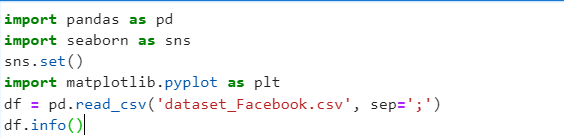 import pandas as pd
import seaborn as sns
sns.set()
import matplotlib.pyplot as plt
df = pd.read_csv('dataset_Facebook.csv', sep=';')
df.info()